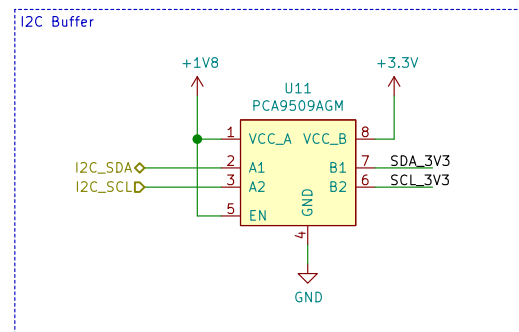 I2C Buffer
+1V8
+3.3V
U11
PCA9509AGM
1 VCC_A VCC_B 8
I2C_SDA 2 A1 B1 7 SDA_3V3
I2C_SCL 3 A2 B2 6 SCL_3V3
5 EN
GND
4
GND